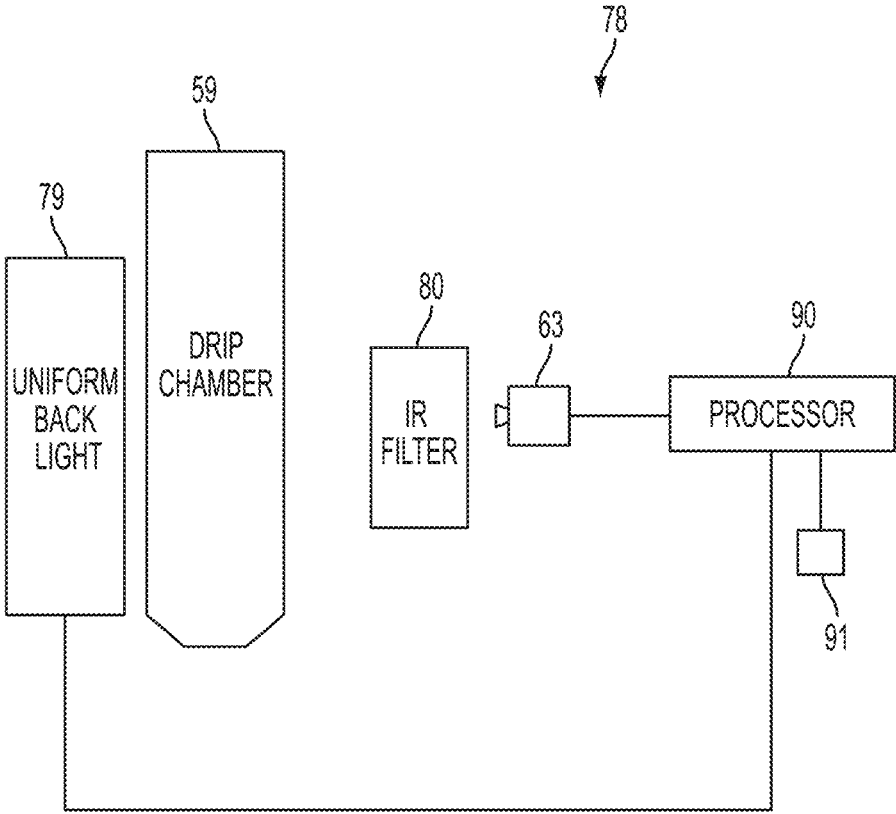 78
59
79
DRIP
CHAMBER
UNIFORM
BACK
LIGHT
80
IR
FILTER
63
90
PROCESSOR
91